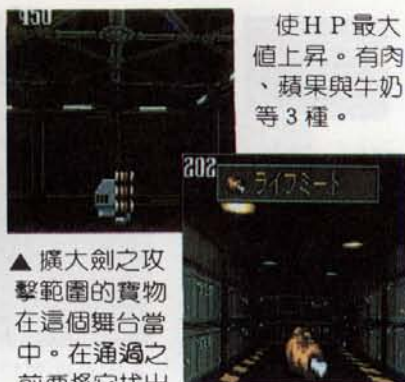 450
使HP最大
值上昇。有肉
、蘋果與牛奶
等3種。
202
ライフミート
▲擴大劍之攻
擊範圍的寶物
在這個舞台當
中。在通過之